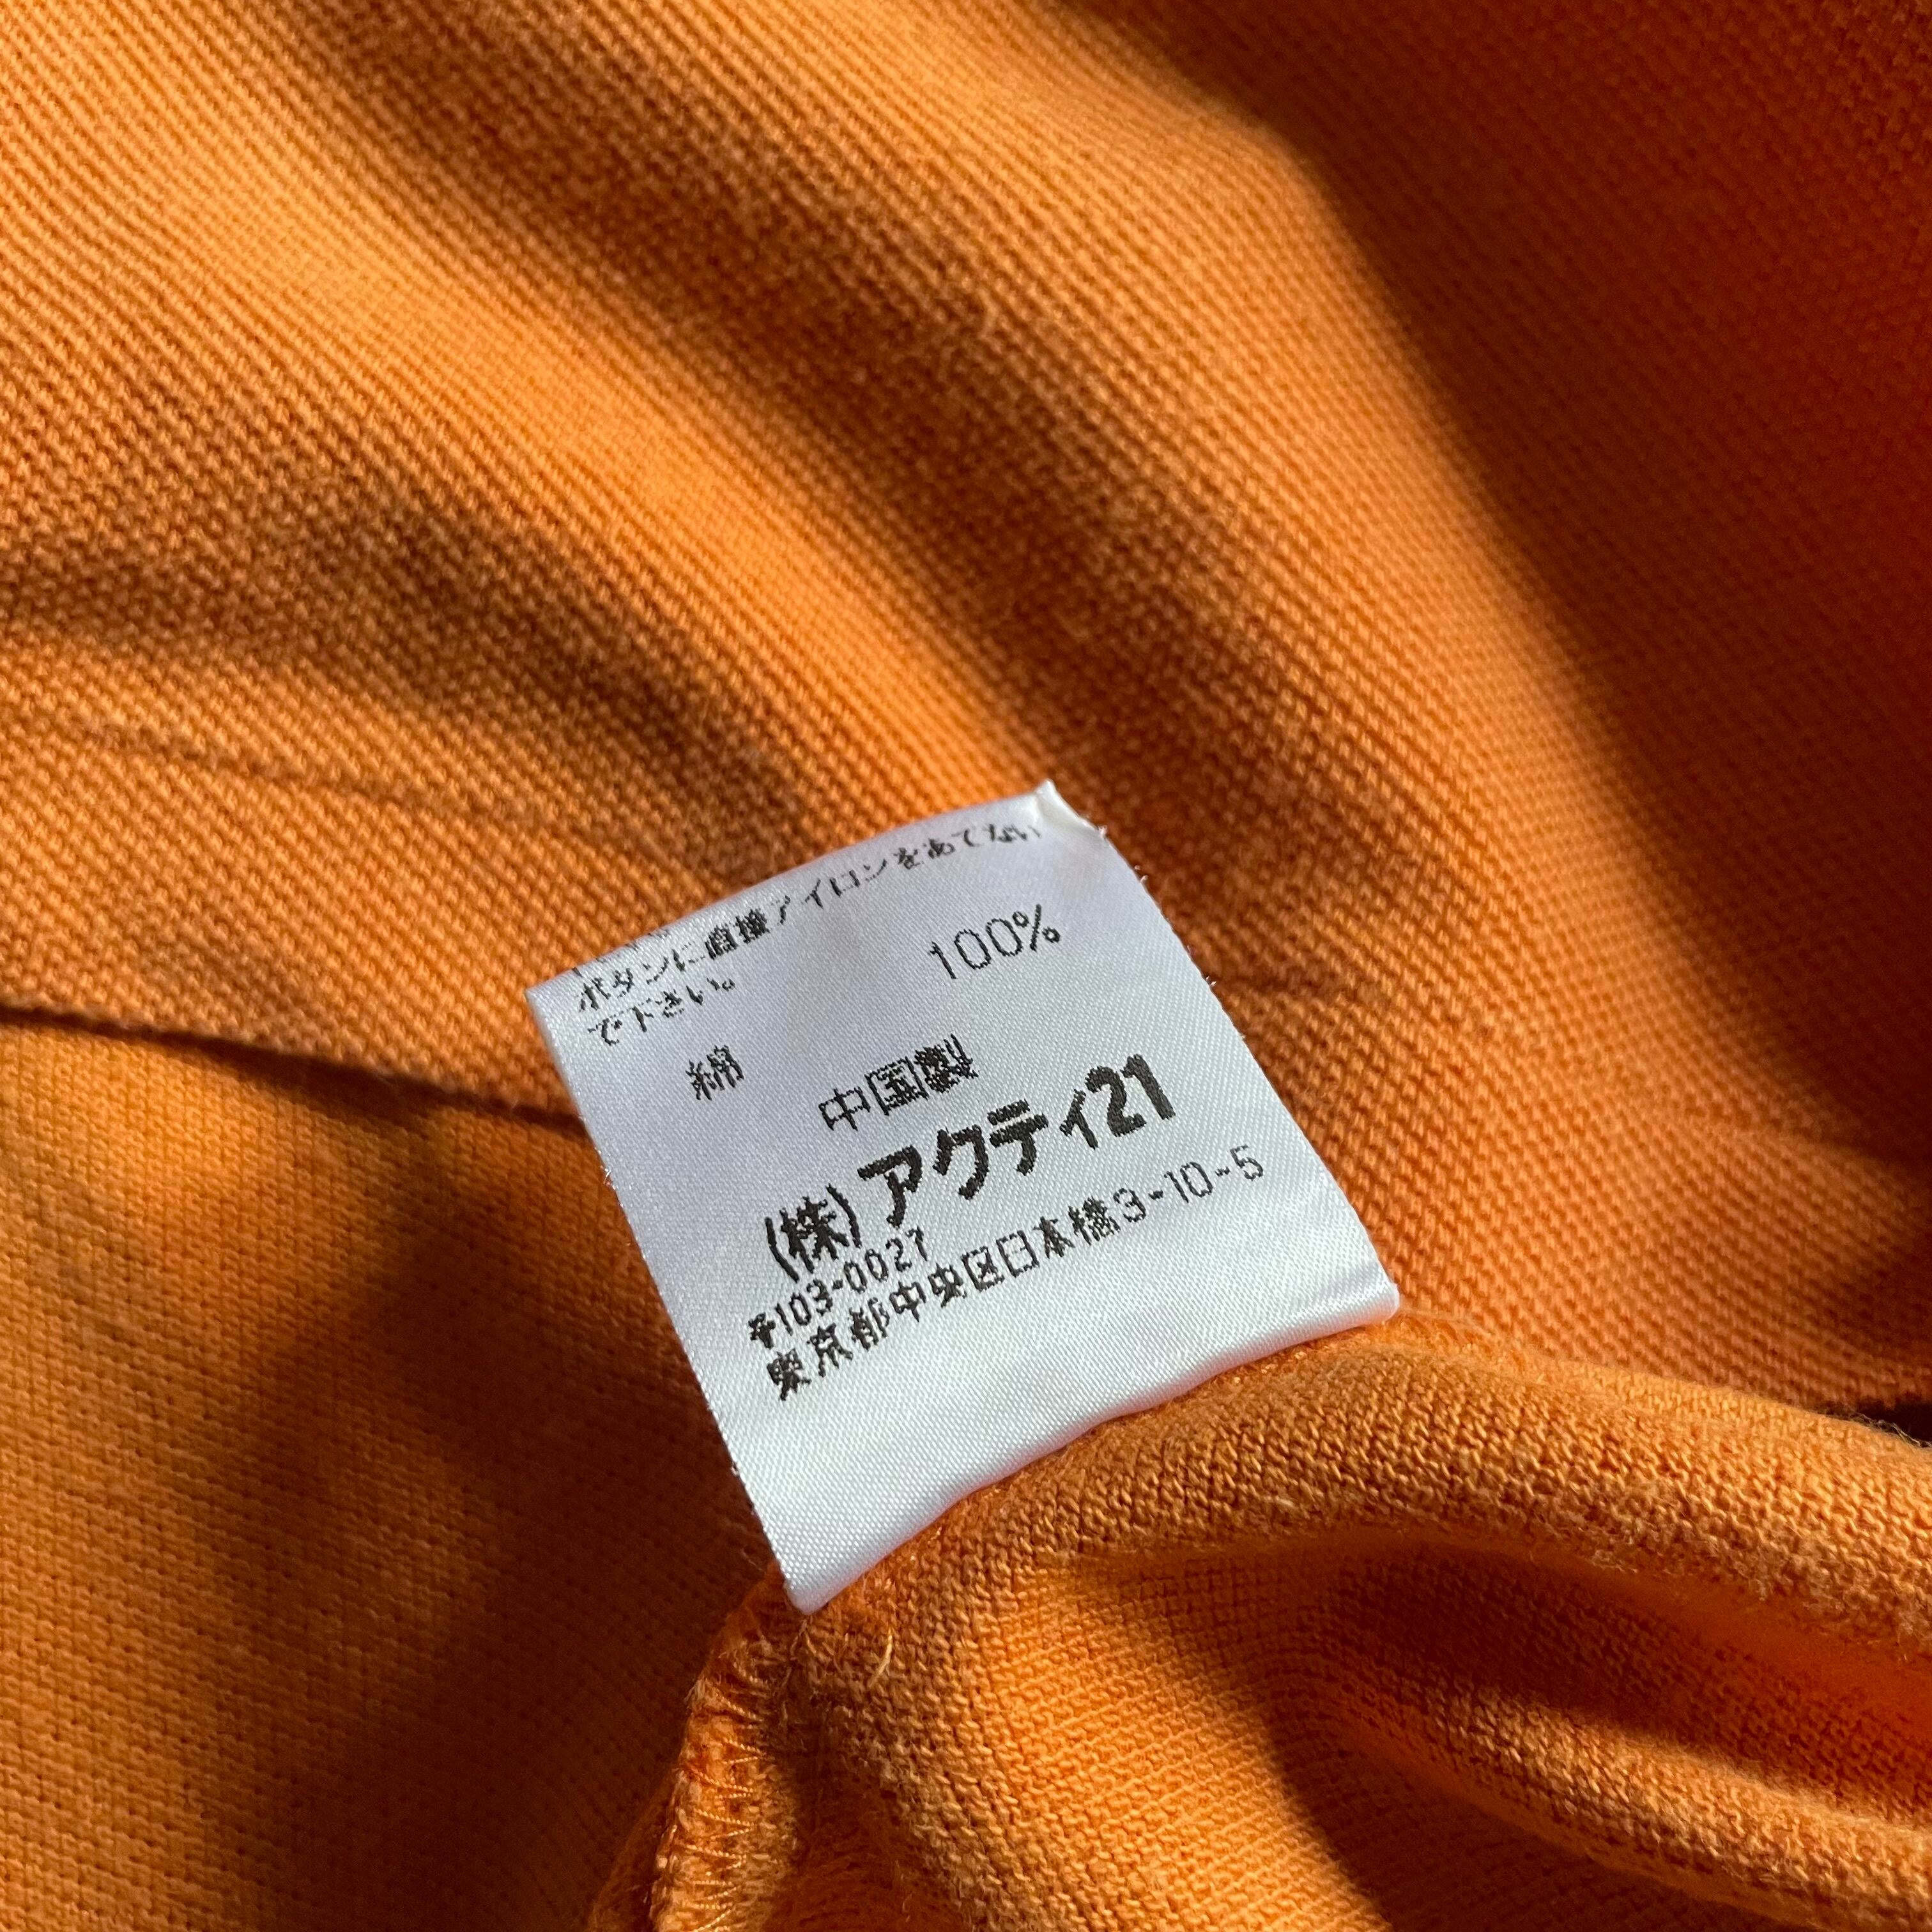 ボタンに直接アイロンをあてない
で下さい。
綿 100%
中国製
(株)アクティ21
〒103-0027
東京都中央区日本橋3-10-5